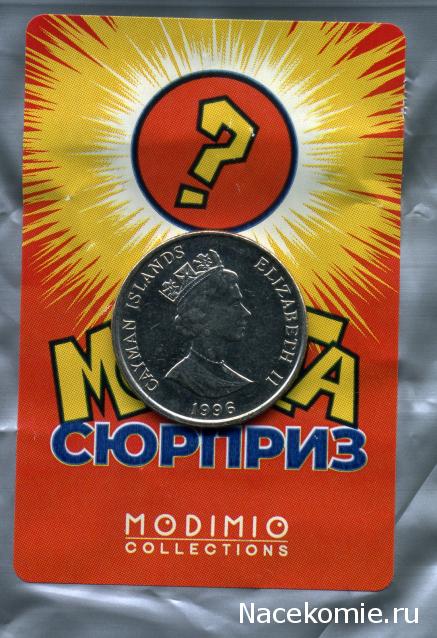 ?
CAYMAN ISLANDS ELIZABETH II
1996
СЮРПРИЗ
MODIMIO
COLLECTIONS
Nacekomie.ru